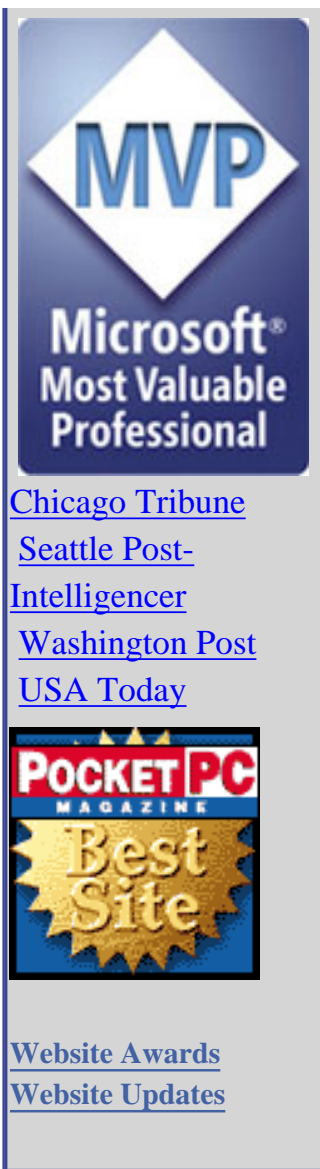 MVP
Microsoft®
Most Valuable
Professional
Chicago Tribune
Seattle Post-
Intelligencer
Washington Post
USA Today
POCKET PC
MAGAZINE
Best
Site
Website Awards
Website Updates